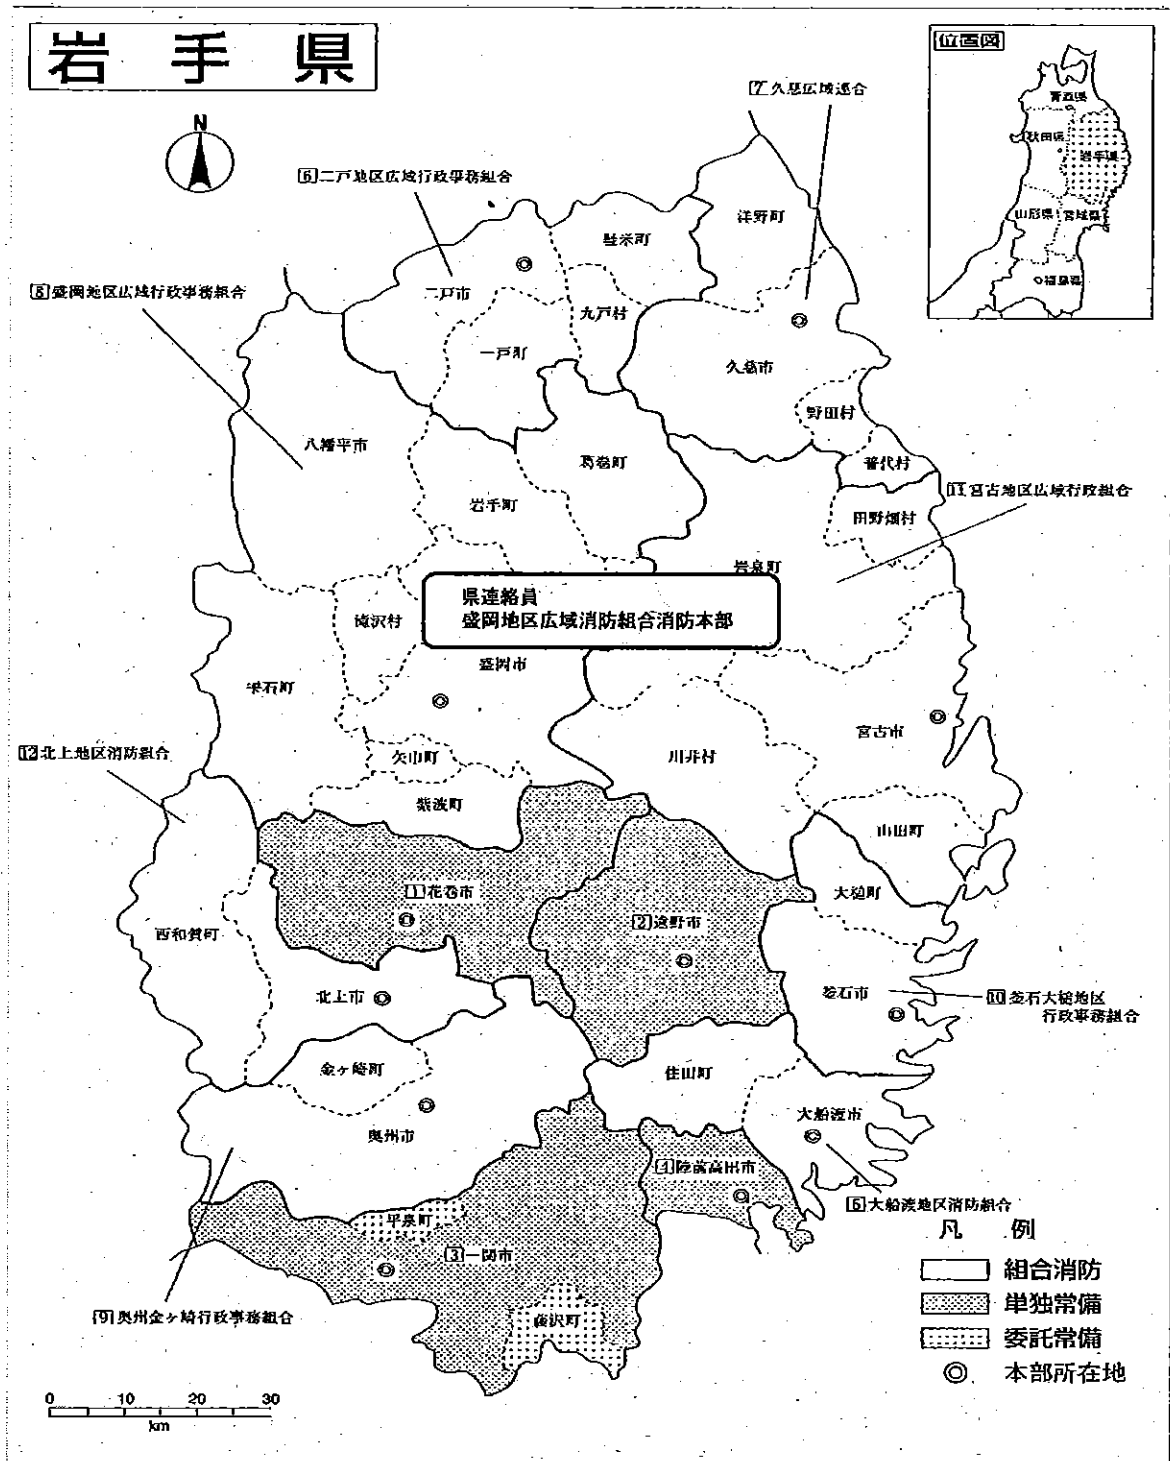 岩手県
位置図
青森県
秋田県
岩手県
山形県
宮城県
福島県
N
7 久慈広域連合
6 二戸地区広域行政事務組合
8 盛岡地区広域行政事務組合
洋野町
軽米町
二戸市
九戸村
一戸町
久慈市
野田村
八幡平市
葛巻町
普代村
岩手町
田野畑村
11 宮古地区広域行政組合
岩泉町
県連絡員
盛岡地区広域消防組合消防本部
滝沢村
盛岡市
雫石町
宮古市
12 北上地区消防組合
矢巾町
川井村
紫波町
山田町
1 花巻市
大槌町
2 遠野市
西和賀町
北上市
釜石市
10 釜石大槌地区
行政事務組合
金ヶ崎町
住田町
奥州市
大船渡市
4 陸前高田市
5 大船渡地区消防組合
平泉町
3 一関市
9 奥州金ヶ崎行政事務組合
藤沢町
凡例
組合消防
単独常備
委託常備
本部所在地
0 10 20 30
km